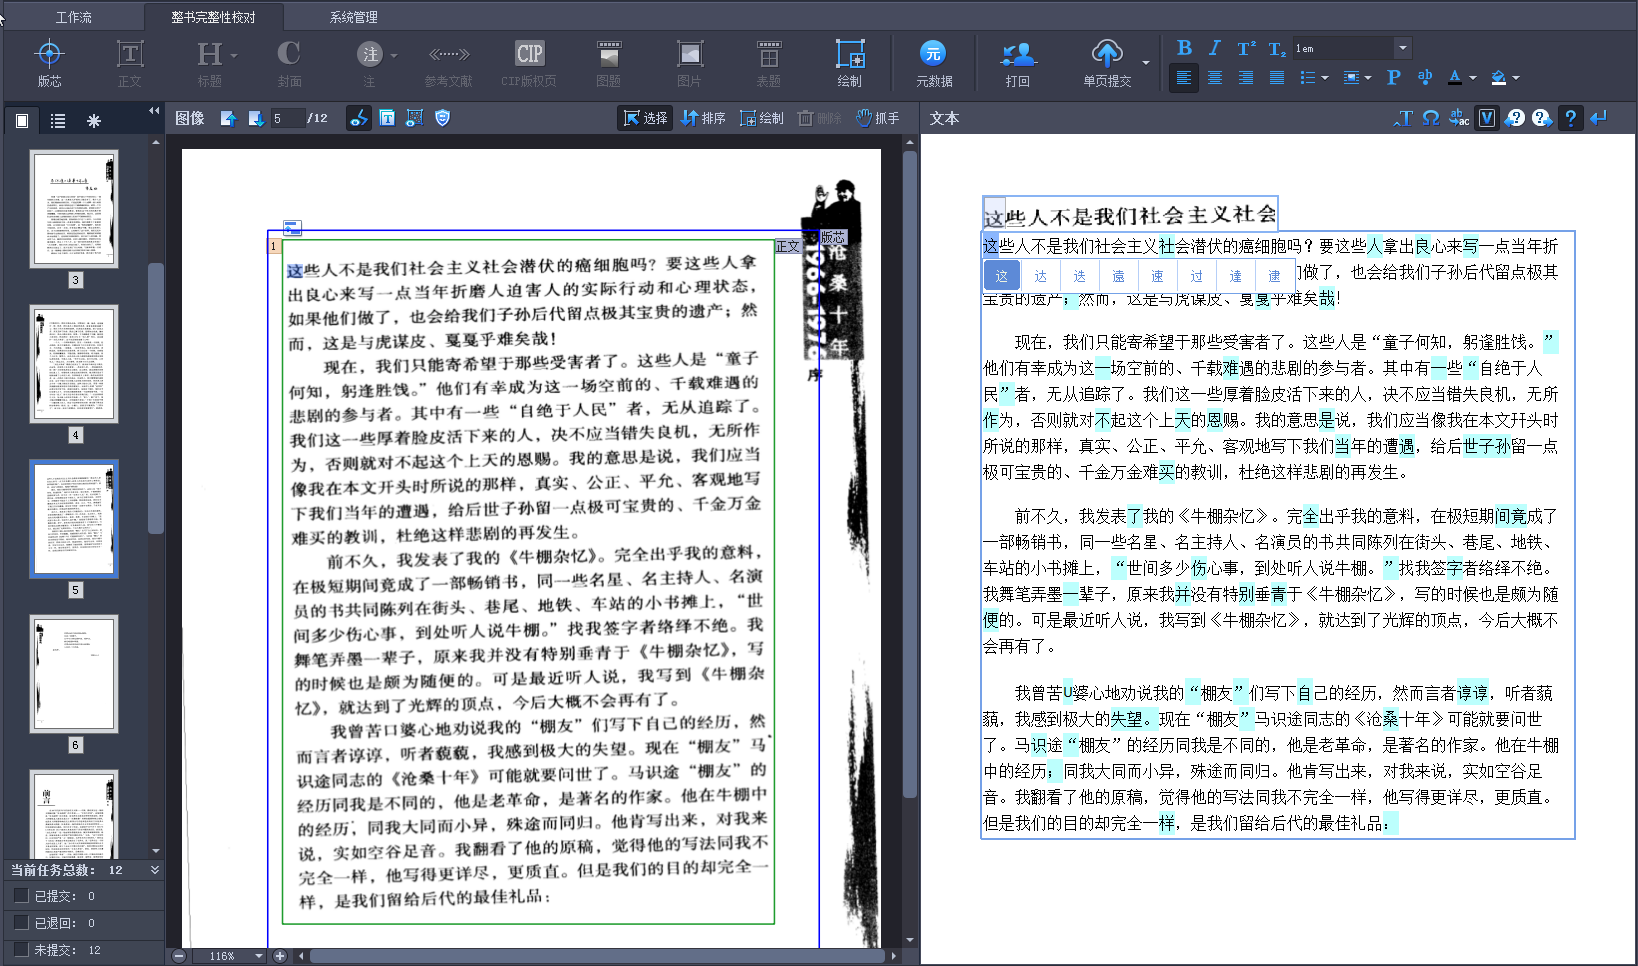 工作流 整书完整性校对 系统管理
版芯 正文 标题 封面 注 参考文献 CIP版权页 图题 图片 表题 绘制 元数据 打回 单页提交
1em
图像 5 /12 选择 排序 绘制 删除 抓手 文本
3
4
5
6
前言
当前任务总数: 12
已提交: 0
已退回: 0
未提交: 12
1 正文 版芯
这些人不是我们社会主义社会潜伏的癌细胞吗？要这些人拿
出良心来写一点当年折磨人迫害人的实际行动和心理状态，
如果他们做了，也会给我们子孙后代留点极其宝贵的遗产；然
而，这是与虎谋皮、戛戛乎难矣哉！
现在，我们只能寄希望于那些受害者了。这些人是“童子
何知，躬逢胜饯。”他们有幸成为这一场空前的、千载难遇的
悲剧的参与者。其中有一些“自绝于人民”者，无从追踪了。
我们这一些厚着脸皮活下来的人，决不应当错失良机，无所作
为，否则就对不起这个上天的恩赐。我的意思是说，我们应当
像我在本文开头时所说的那样，真实、公正、平允、客观地写
下我们当年的遭遇，给后世子孙留一点极可宝贵的、千金万金
难买的教训，杜绝这样悲剧的再发生。
前不久，我发表了我的《牛棚杂忆》。完全出乎我的意料，
在极短期间竟成了一部畅销书，同一些名星、名主持人、名演
员的书共同陈列在街头、巷尾、地铁、车站的小书摊上，“世
间多少伤心事，到处听人说牛棚。”找我签字者络绎不绝。我
舞笔弄墨一辈子，原来我并没有特别垂青于《牛棚杂忆》，写
的时候也是颇为随便的。可是最近听人说，我写到《牛棚杂
忆》，就达到了光辉的顶点，今后大概不会再有了。
我曾苦口婆心地劝说我的“棚友”们写下自己的经历，然
而言者谆谆，听者藐藐，我感到极大的失望。现在“棚友”马
识途同志的《沧桑十年》可能就要问世了。马识途“棚友”的
经历同我是不同的，他是老革命，是著名的作家。他在牛棚中
的经历；同我大同而小异，殊途而同归。他肯写出来，对我来
说，实如空谷足音。我翻看了他的原稿，觉得他的写法同我不
完全一样，他写得更详尽，更质直。但是我们的目的却完全一
样，是我们留给后代的最佳礼品：
沧桑十年
1966-1976
序
116%
这些人不是我们社会主义社会
这些人不是我们社会主义社会潜伏的癌细胞吗？要这些人拿出良心来写一点当年折
这 达 迭 遠 速 过 達 逮
们做了，也会给我们子孙后代留点极其
宝贵的遗产；然而，这是与虎谋皮、戛戛乎难矣哉！
现在，我们只能寄希望于那些受害者了。这些人是“童子何知，躬逢胜饯。”
他们有幸成为这一场空前的、千载难遇的悲剧的参与者。其中有一些“自绝于人
民”者，无从追踪了。我们这一些厚着脸皮活下来的人，决不应当错失良机，无所
作为，否则就对不起这个上天的恩赐。我的意思是说，我们应当像我在本文开头时
所说的那样，真实、公正、平允、客观地写下我们当年的遭遇，给后世子孙留一点
极可宝贵的、千金万金难买的教训，杜绝这样悲剧的再发生。
前不久，我发表了我的《牛棚杂忆》。完全出乎我的意料，在极短期间竟成了
一部畅销书，同一些名星、名主持人、名演员的书共同陈列在街头、巷尾、地铁、
车站的小书摊上，“世间多少伤心事，到处听人说牛棚。”找我签字者络绎不绝。
我舞笔弄墨一辈子，原来我并没有特别垂青于《牛棚杂忆》，写的时候也是颇为随
便的。可是最近听人说，我写到《牛棚杂忆》，就达到了光辉的顶点，今后大概不
会再有了。
我曾苦U婆心地劝说我的“棚友”们写下自己的经历，然而言者谆谆，听者藐
藐，我感到极大的失望。现在“棚友”马识途同志的《沧桑十年》可能就要问世
了。马识途“棚友”的经历同我是不同的，他是老革命，是著名的作家。他在牛棚
中的经历；同我大同而小异，殊途而同归。他肯写出来，对我来说，实如空谷足
音。我翻看了他的原稿，觉得他的写法同我不完全一样，他写得更详尽，更质直。
但是我们的目的却完全一样，是我们留给后代的最佳礼品：